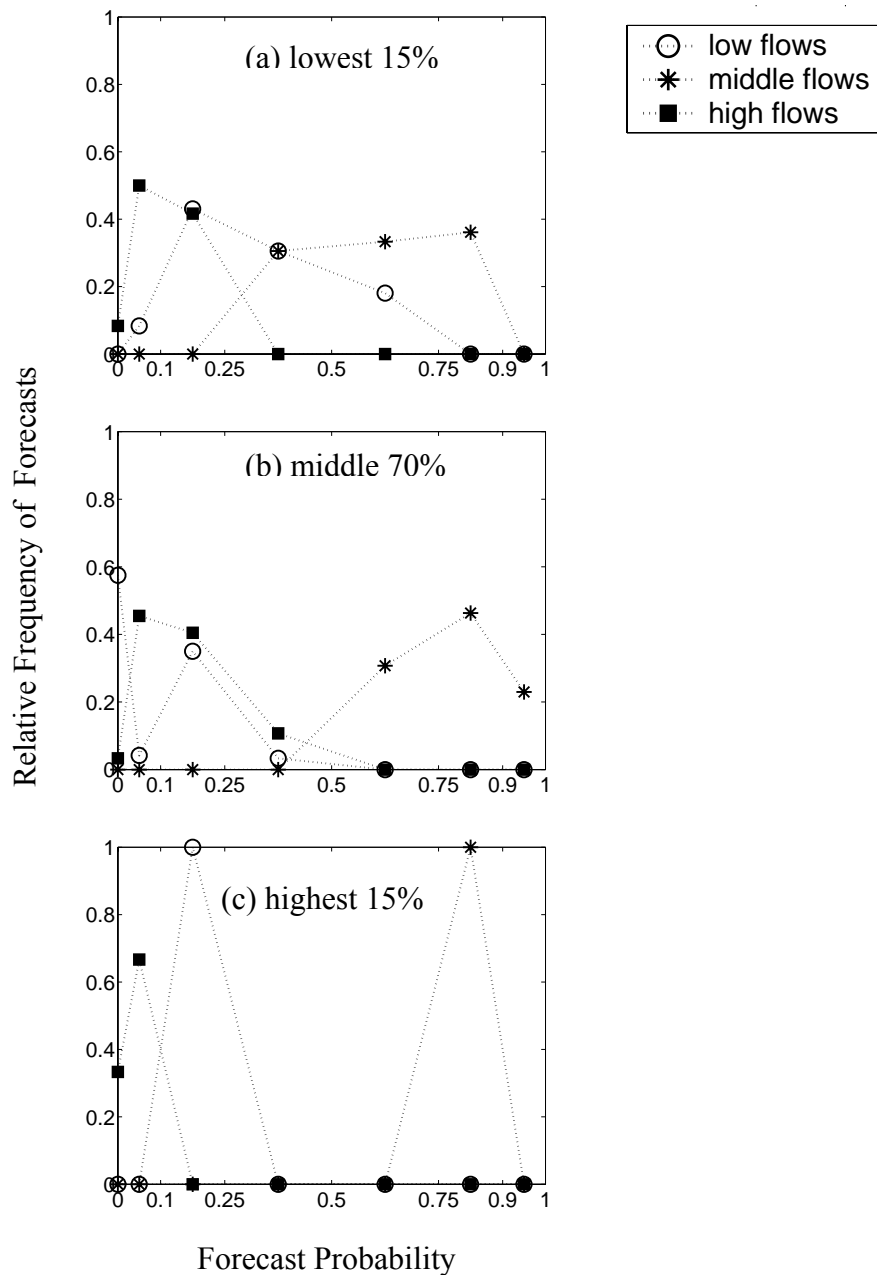 low flows
middle flows
high flows
Relative Frequency of Forecasts
(a) lowest 15%
1
0.8
0.6
0.4
0.2
0
0 0.1 0.25 0.5 0.75 0.9 1
(b) middle 70%
1
0.8
0.6
0.4
0.2
0
0 0.1 0.25 0.5 0.75 0.9 1
(c) highest 15%
1
0.8
0.6
0.4
0.2
0
0 0.1 0.25 0.5 0.75 0.9 1
Forecast Probability